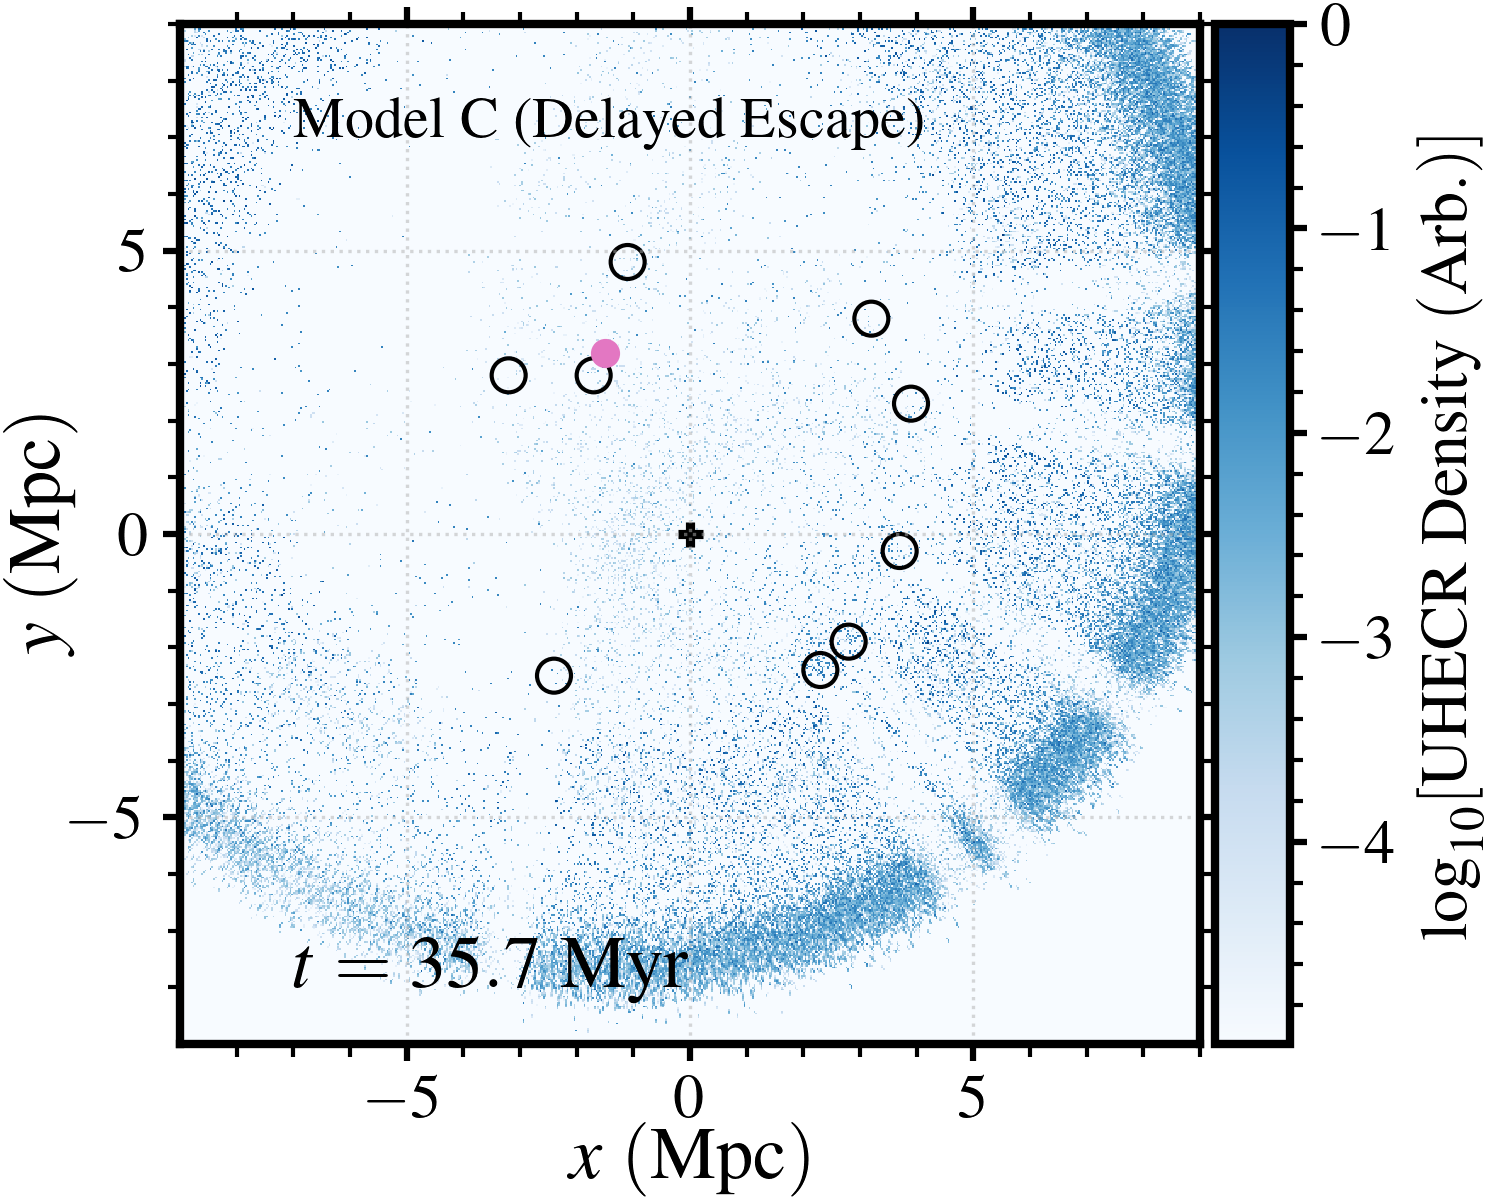 Model C (Delayed Escape)
t = 35.7 Myr
5
0
−5
y (Mpc)
−5
0
5
x (Mpc)
0
−1
−2
−3
−4
log₁₀[UHECR Density (Arb.)]